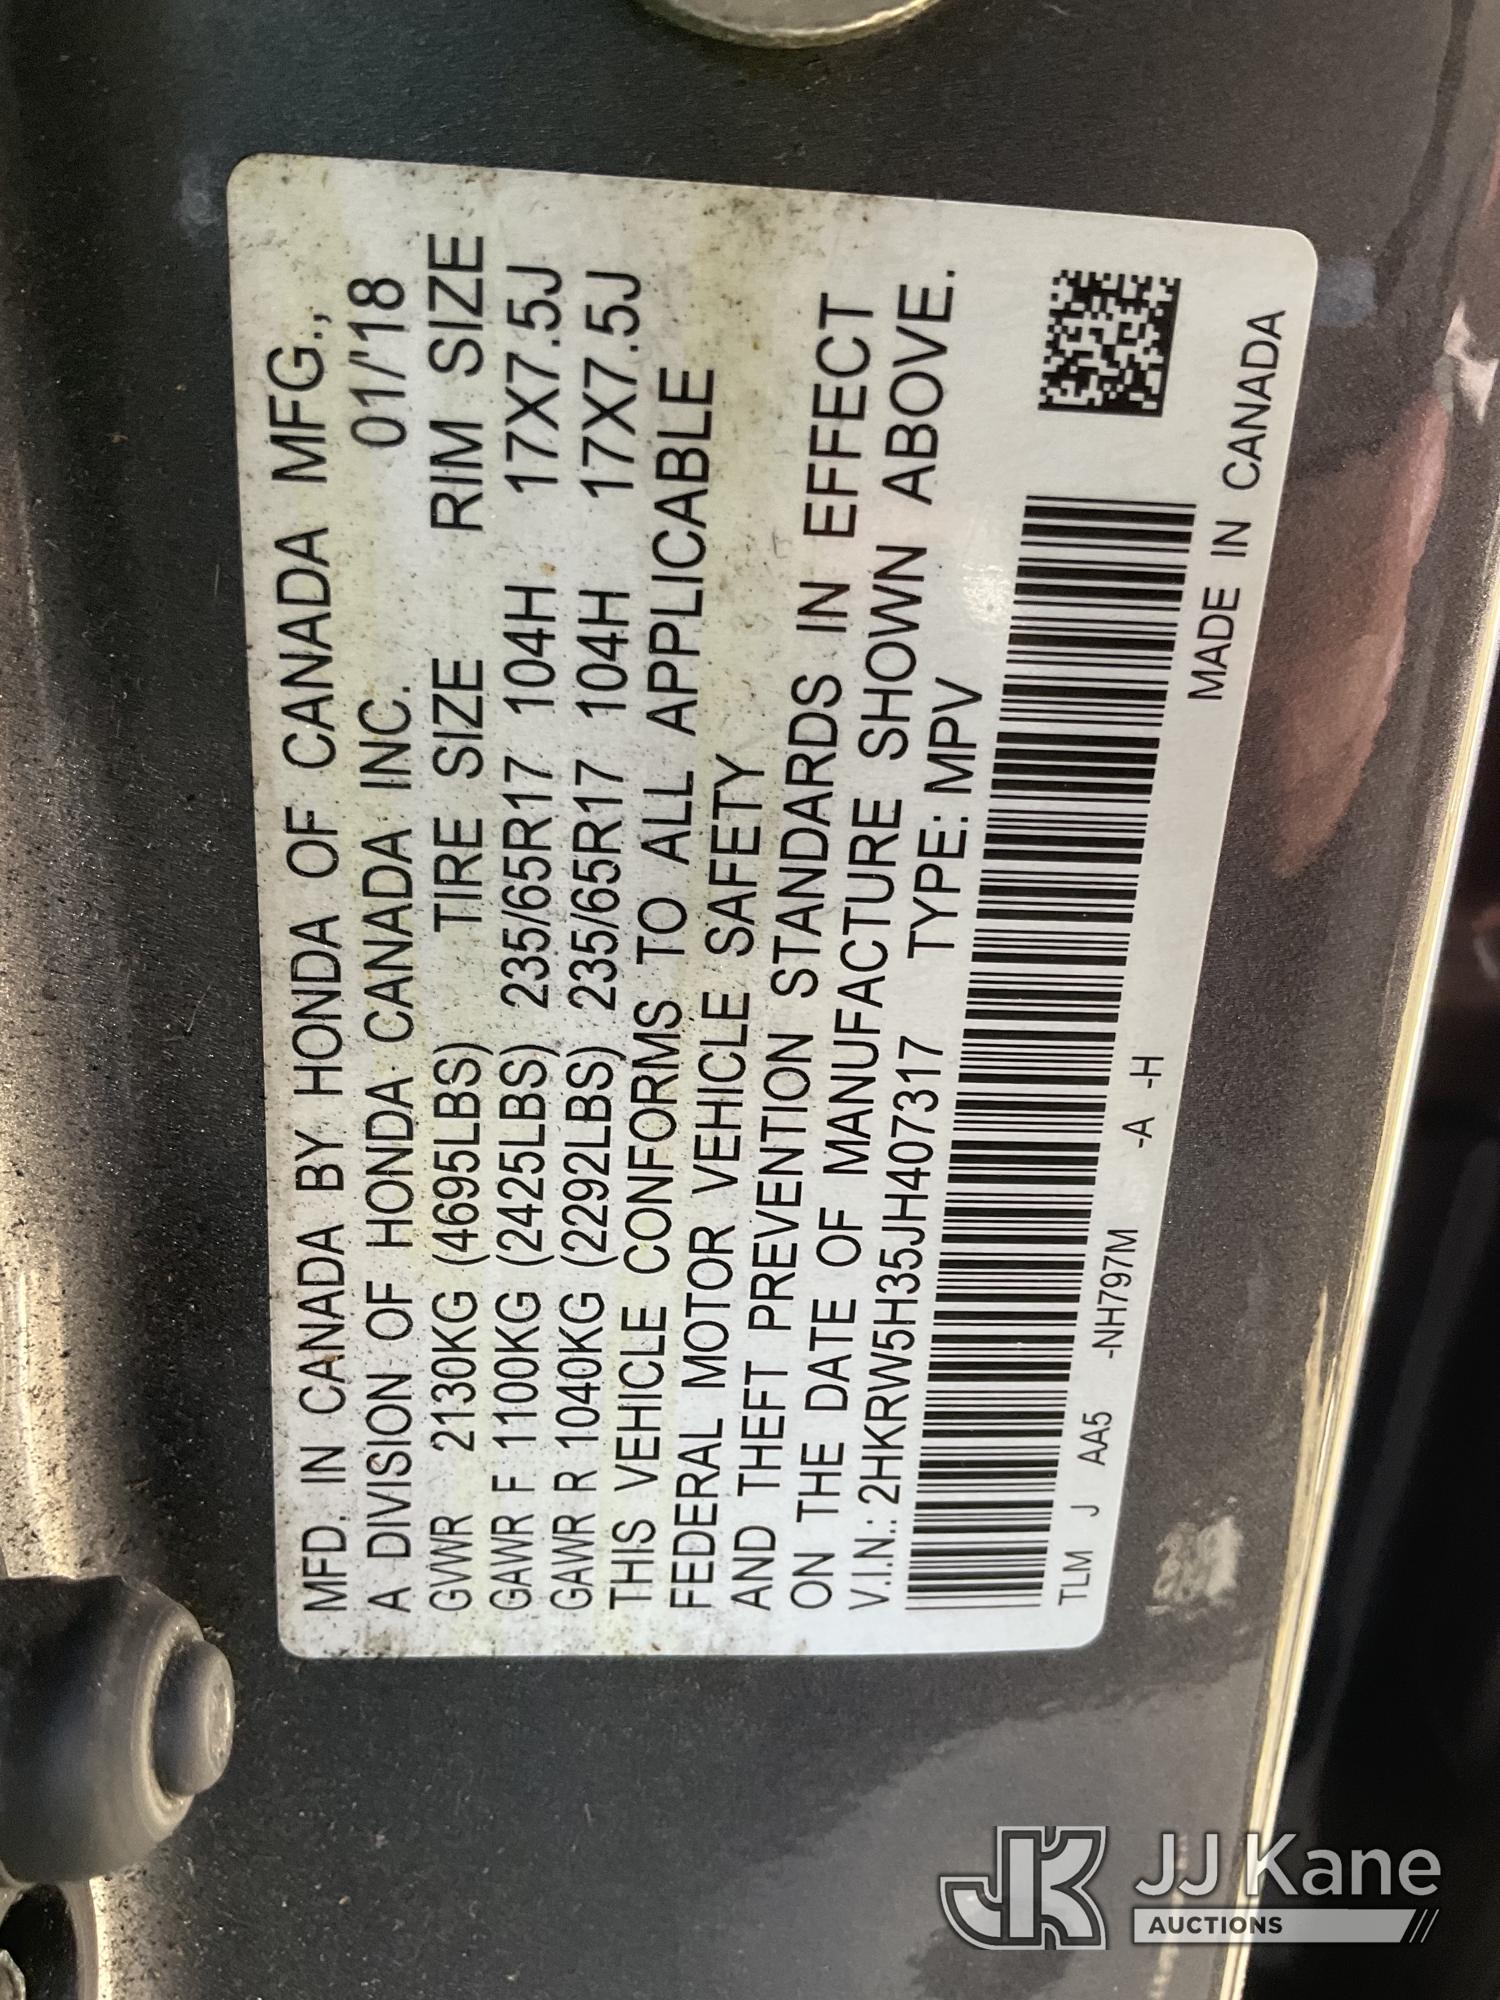 MFD. IN CANADA BY HONDA OF CANADA MFG.,
A DIVISION OF HONDA CANADA INC. 01/'18
GVWR 2130KG (4695LBS) TIRE SIZE RIM SIZE
GAWR F 1100KG (2425LBS) 235/65R17 104H 17X7.5J
GAWR R 1040KG (2292LBS) 235/65R17 104H 17X7.5J
THIS VEHICLE CONFORMS TO ALL APPLICABLE
FEDERAL MOTOR VEHICLE SAFETY
AND THEFT PREVENTION STANDARDS IN EFFECT
ON THE DATE OF MANUFACTURE SHOWN ABOVE.
V.I.N.: 2HKRW5H35JH407317 TYPE: MPV
TLM J AA5 -NH797M -A -H MADE IN CANADA
JK JJ Kane
AUCTIONS